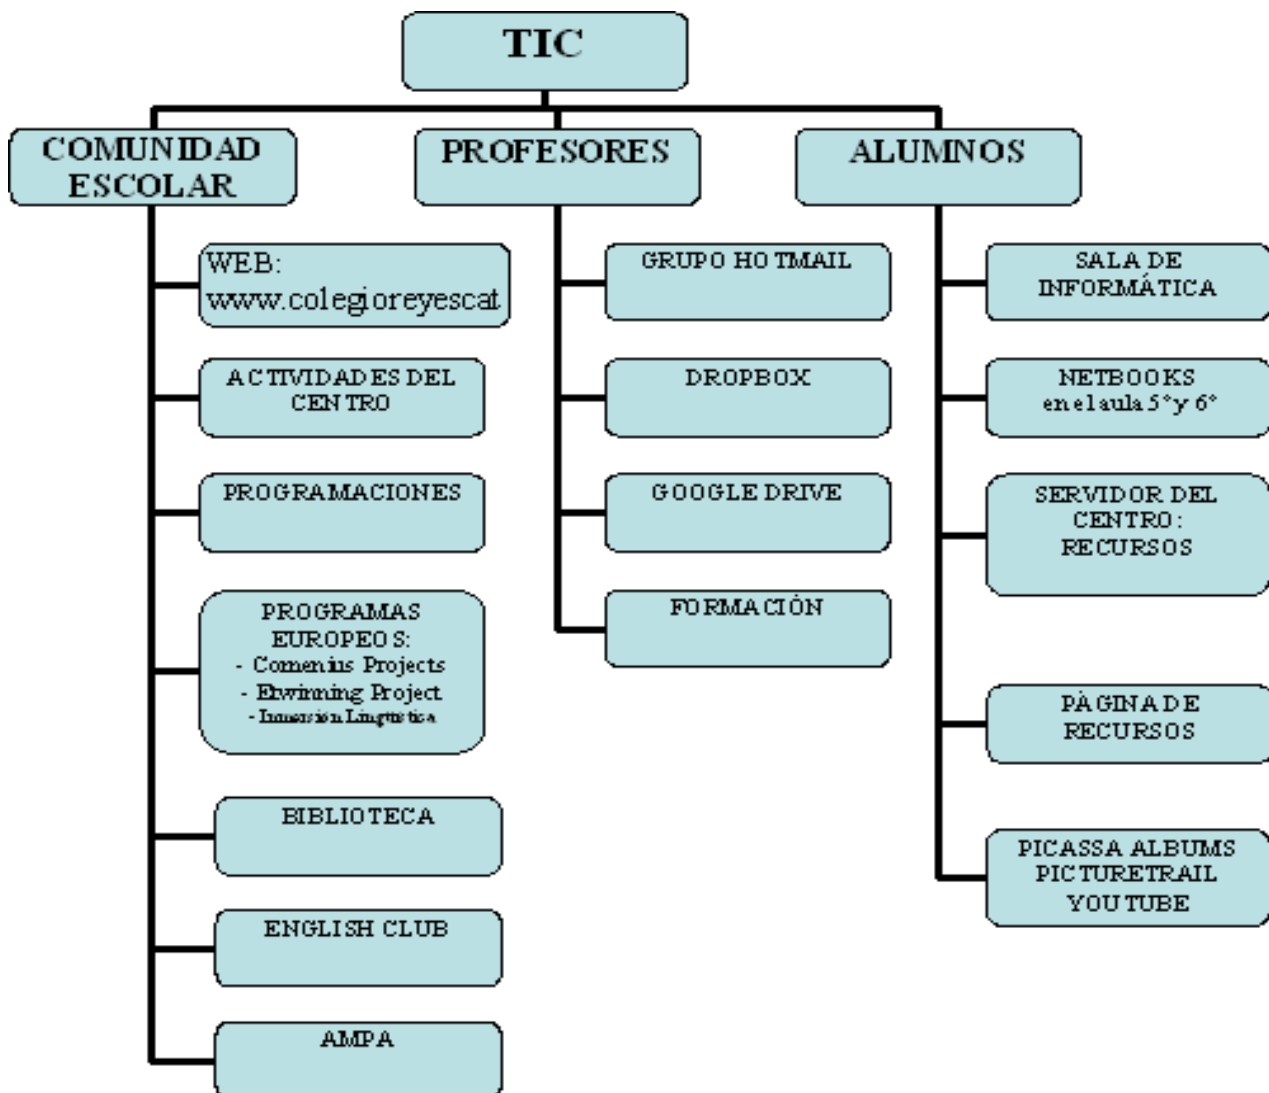 TIC
COMUNIDAD
ESCOLAR
PROFESORES
ALUMNOS
WEB:
www.colegioreyescat
ACTIVIDADES DEL
CENTRO
PROGRAMACIONES
PROGRAMAS
EUROPEOS:
- Comenius Projects
- Etwinning Project
- Inmersión Lingüística
BIBLIOTECA
ENGLISH CLUB
AMPA
GRUPO HOTMAIL
DROPBOX
GOOGLE DRIVE
FORMACIÓN
SALA DE
INFORMÁTICA
NETBOOKS
en el aula 5º y 6º
SERVIDOR DEL
CENTRO:
RECURSOS
PÀGINA DE
RECURSOS
PICASSA ALBUMS
PICTURETRAIL
YOUTUBE